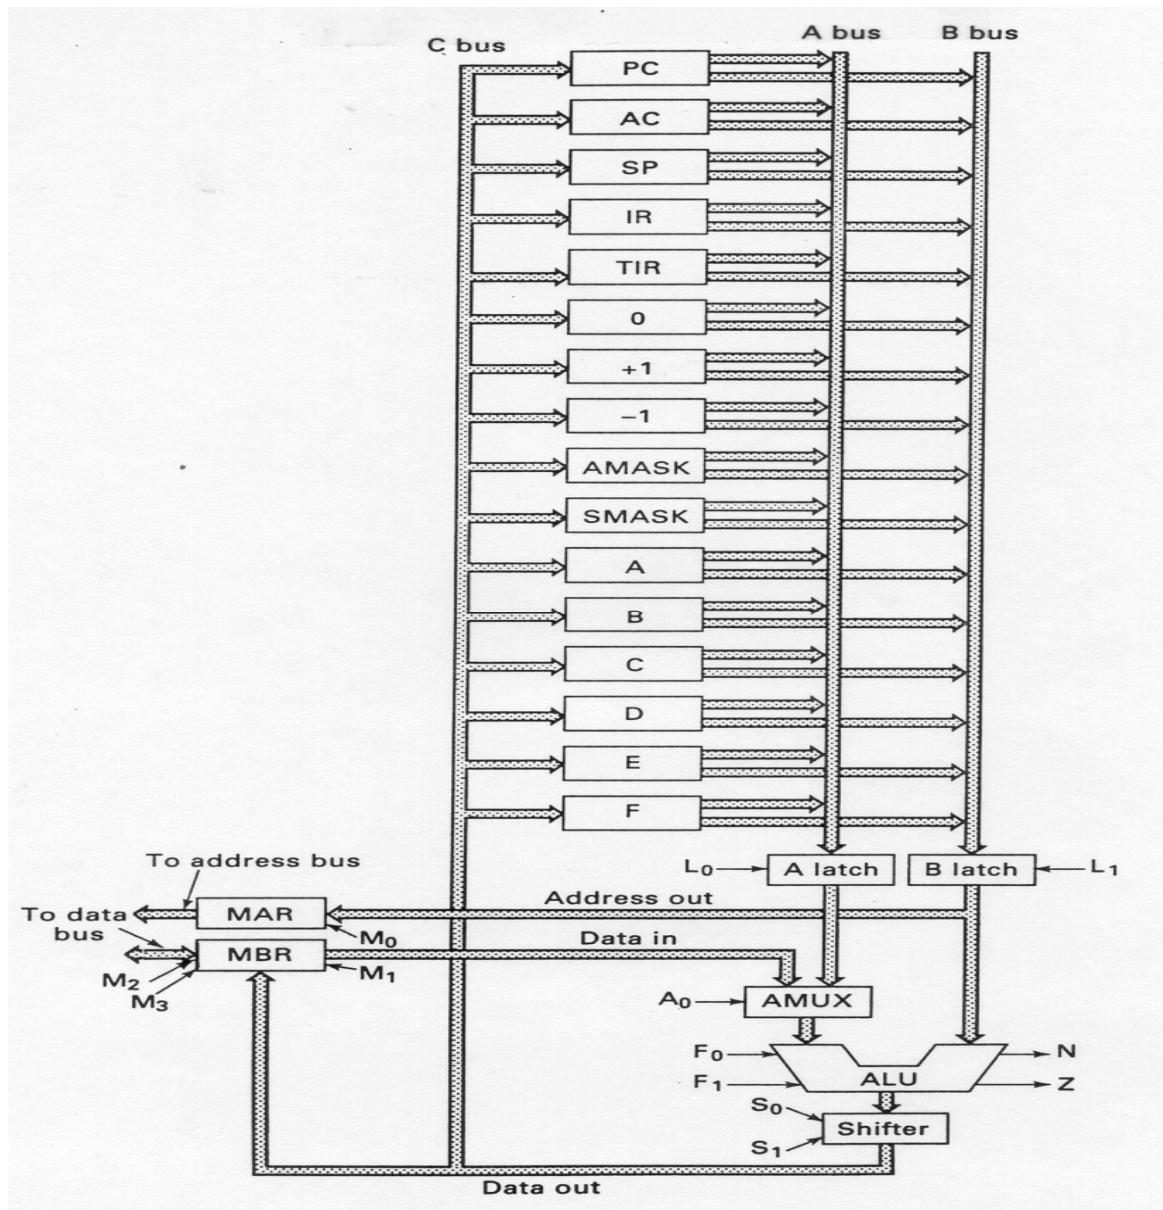 C bus
A bus
B bus
PC
AC
SP
IR
TIR
0
+1
−1
AMASK
SMASK
A
B
C
D
E
F
To address bus
L0
A latch
B latch
L1
Address out
To data
bus
MAR
M0
Data in
MBR
M1
M2
M3
A0
AMUX
F0
F1
ALU
N
Z
S0
S1
Shifter
Data out